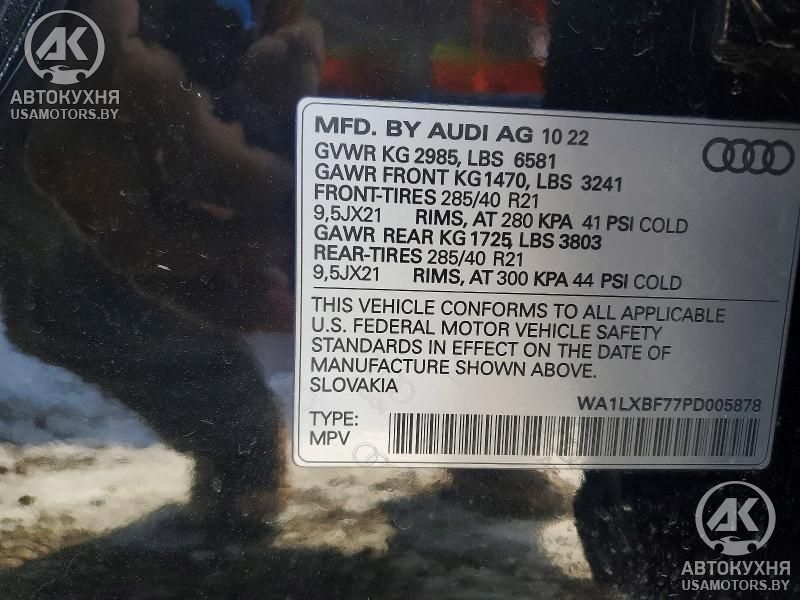 АК
АВТОКУХНЯ
USAMOTORS.BY
MFD. BY AUDI AG 10 22
GVWR KG 2985, LBS 6581
GAWR FRONT KG1470, LBS 3241
FRONT-TIRES 285/40 R21
9,5JX21 RIMS, AT 280 KPA 41 PSI COLD
GAWR REAR KG 1725, LBS 3803
REAR-TIRES 285/40 R21
9,5JX21 RIMS, AT 300 KPA 44 PSI COLD
THIS VEHICLE CONFORMS TO ALL APPLICABLE
U.S. FEDERAL MOTOR VEHICLE SAFETY
STANDARDS IN EFFECT ON THE DATE OF
MANUFACTURE SHOWN ABOVE.
SLOVAKIA
WA1LXBF77PD005878
TYPE:
MPV
АК
АВТОКУХНЯ
USAMOTORS.BY